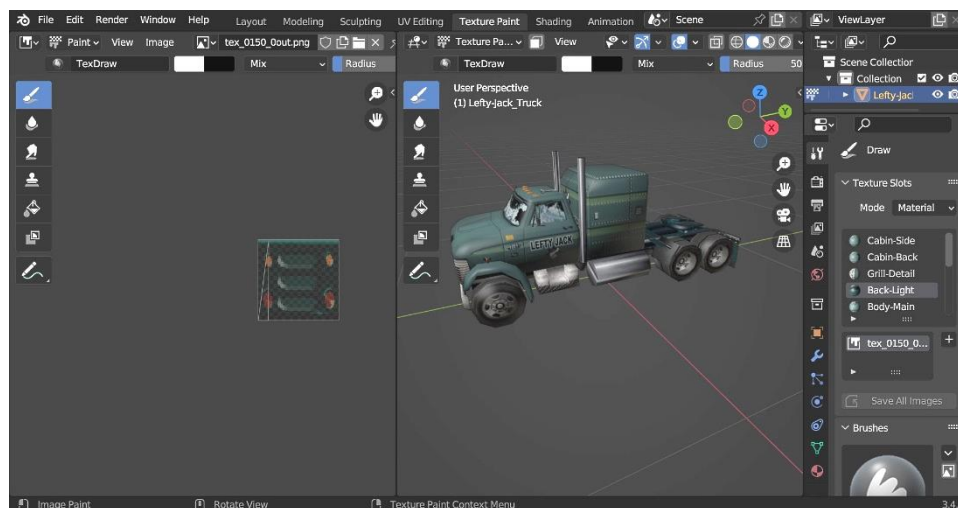 File Edit Render Window Help Layout Modeling Sculpting UV Editing Texture Paint Shading Animation Scene ViewLayer
Paint View Image tex_0150_0out.png Texture Pa... View
TexDraw Mix Radius TexDraw Mix Radius 50
Scene Collection
Collection
Lefty-Jac
User Perspective
(1) Lefty-Jack_Truck
Z
Y
X
LEFTY JACK
Draw
Texture Slots
Mode Material
Cabin-Side
Cabin-Back
Grill-Detail
Back-Light
Body-Main
tex_0150_0...
Save All Images
Brushes
Image Paint Rotate View Texture Paint Context Menu 3.4